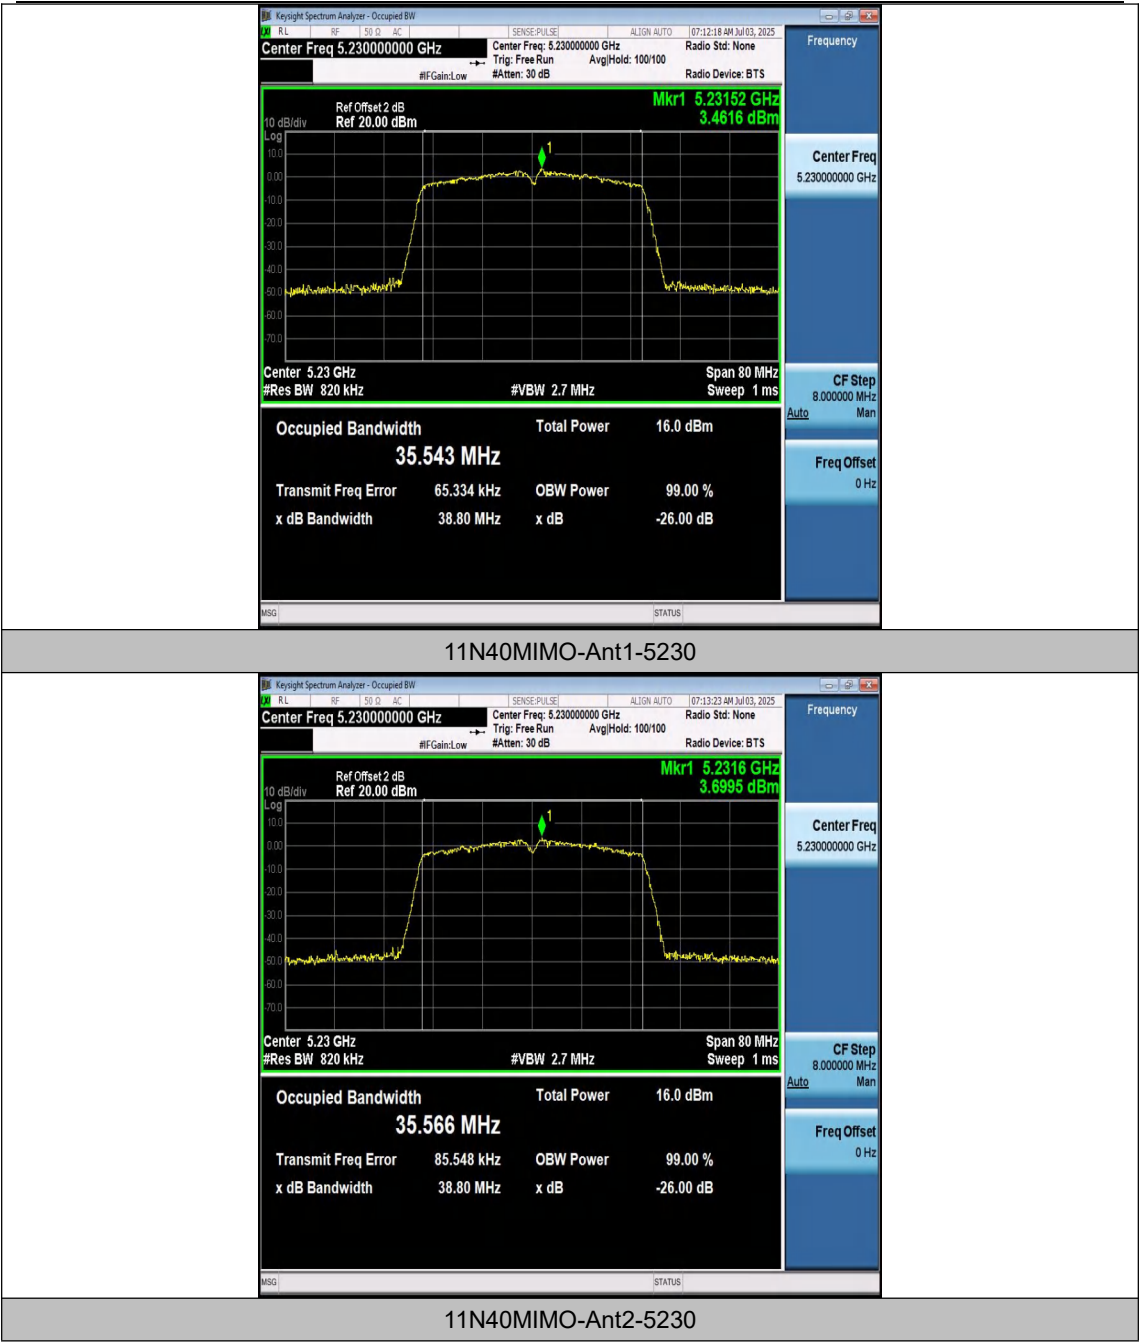 Keysight Spectrum Analyzer - Occupied BW
RL RF 50 Ω AC SENSE:PULSE ALIGN AUTO 07:12:18 AM Jul 03, 2025
Center Freq 5.230000000 GHz Center Freq: 5.230000000 GHz Radio Std: None Frequency
Trig: Free Run Avg|Hold: 100/100
#IFGain:Low #Atten: 30 dB Radio Device: BTS
Mkr1 5.23152 GHz
3.4616 dBm
Ref Offset 2 dB
10 dB/div Ref 20.00 dBm
Log
10.0
0.00
-10.0
-20.0
-30.0
-40.0
-50.0
-60.0
-70.0
1
Center Freq
5.230000000 GHz
Center 5.23 GHz Span 80 MHz
#Res BW 820 kHz #VBW 2.7 MHz Sweep 1 ms
CF Step
8.000000 MHz
Auto Man
Occupied Bandwidth Total Power 16.0 dBm
35.543 MHz
Freq Offset
0 Hz
Transmit Freq Error 65.334 kHz OBW Power 99.00 %
x dB Bandwidth 38.80 MHz x dB -26.00 dB
MSG STATUS
11N40MIMO-Ant1-5230
Keysight Spectrum Analyzer - Occupied BW
RL RF 50 Ω AC SENSE:PULSE ALIGN AUTO 07:13:23 AM Jul 03, 2025
Center Freq 5.230000000 GHz Center Freq: 5.230000000 GHz Radio Std: None Frequency
Trig: Free Run Avg|Hold: 100/100
#IFGain:Low #Atten: 30 dB Radio Device: BTS
Mkr1 5.2316 GHz
3.6995 dBm
Ref Offset 2 dB
10 dB/div Ref 20.00 dBm
Log
10.0
0.00
-10.0
-20.0
-30.0
-40.0
-50.0
-60.0
-70.0
1
Center Freq
5.230000000 GHz
Center 5.23 GHz Span 80 MHz
#Res BW 820 kHz #VBW 2.7 MHz Sweep 1 ms
CF Step
8.000000 MHz
Auto Man
Occupied Bandwidth Total Power 16.0 dBm
35.566 MHz
Freq Offset
0 Hz
Transmit Freq Error 85.548 kHz OBW Power 99.00 %
x dB Bandwidth 38.80 MHz x dB -26.00 dB
MSG STATUS
11N40MIMO-Ant2-5230